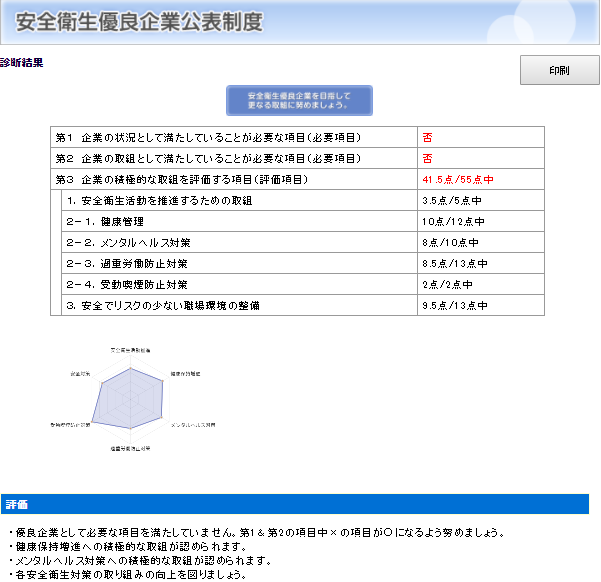 安全衛生優良企業公表制度
診断結果
印刷
安全衛生優良企業を目指して
更なる取組に努めましょう。
第1 企業の状況として満たしていることが必要な項目(必要項目) 否
第2 企業の取組として満たしていることが必要な項目(必要項目) 否
第3 企業の積極的な取組を評価する項目(評価項目) 41.5点/55点中
1. 安全衛生活動を推進するための取組 3.5点/5点中
2-1. 健康管理 10点/12点中
2-2. メンタルヘルス対策 8点/10点中
2-3. 過重労働防止対策 8.5点/13点中
2-4. 受動喫煙防止対策 2点/2点中
3. 安全でリスクの少ない職場環境の整備 9.5点/13点中
安全衛生活動推進
安全対策 健康保持増進
受動喫煙防止対策 メンタルヘルス対策
過重労働防止対策
評価
・優良企業として必要な項目を満たしていません。第1&第2の項目中×の項目が○になるよう努めましょう。
・健康保持増進への積極的な取組が認められます。
・メンタルヘルス対策への積極的な取組が認められます。
・各安全衛生対策の取り組みの向上を図りましょう。